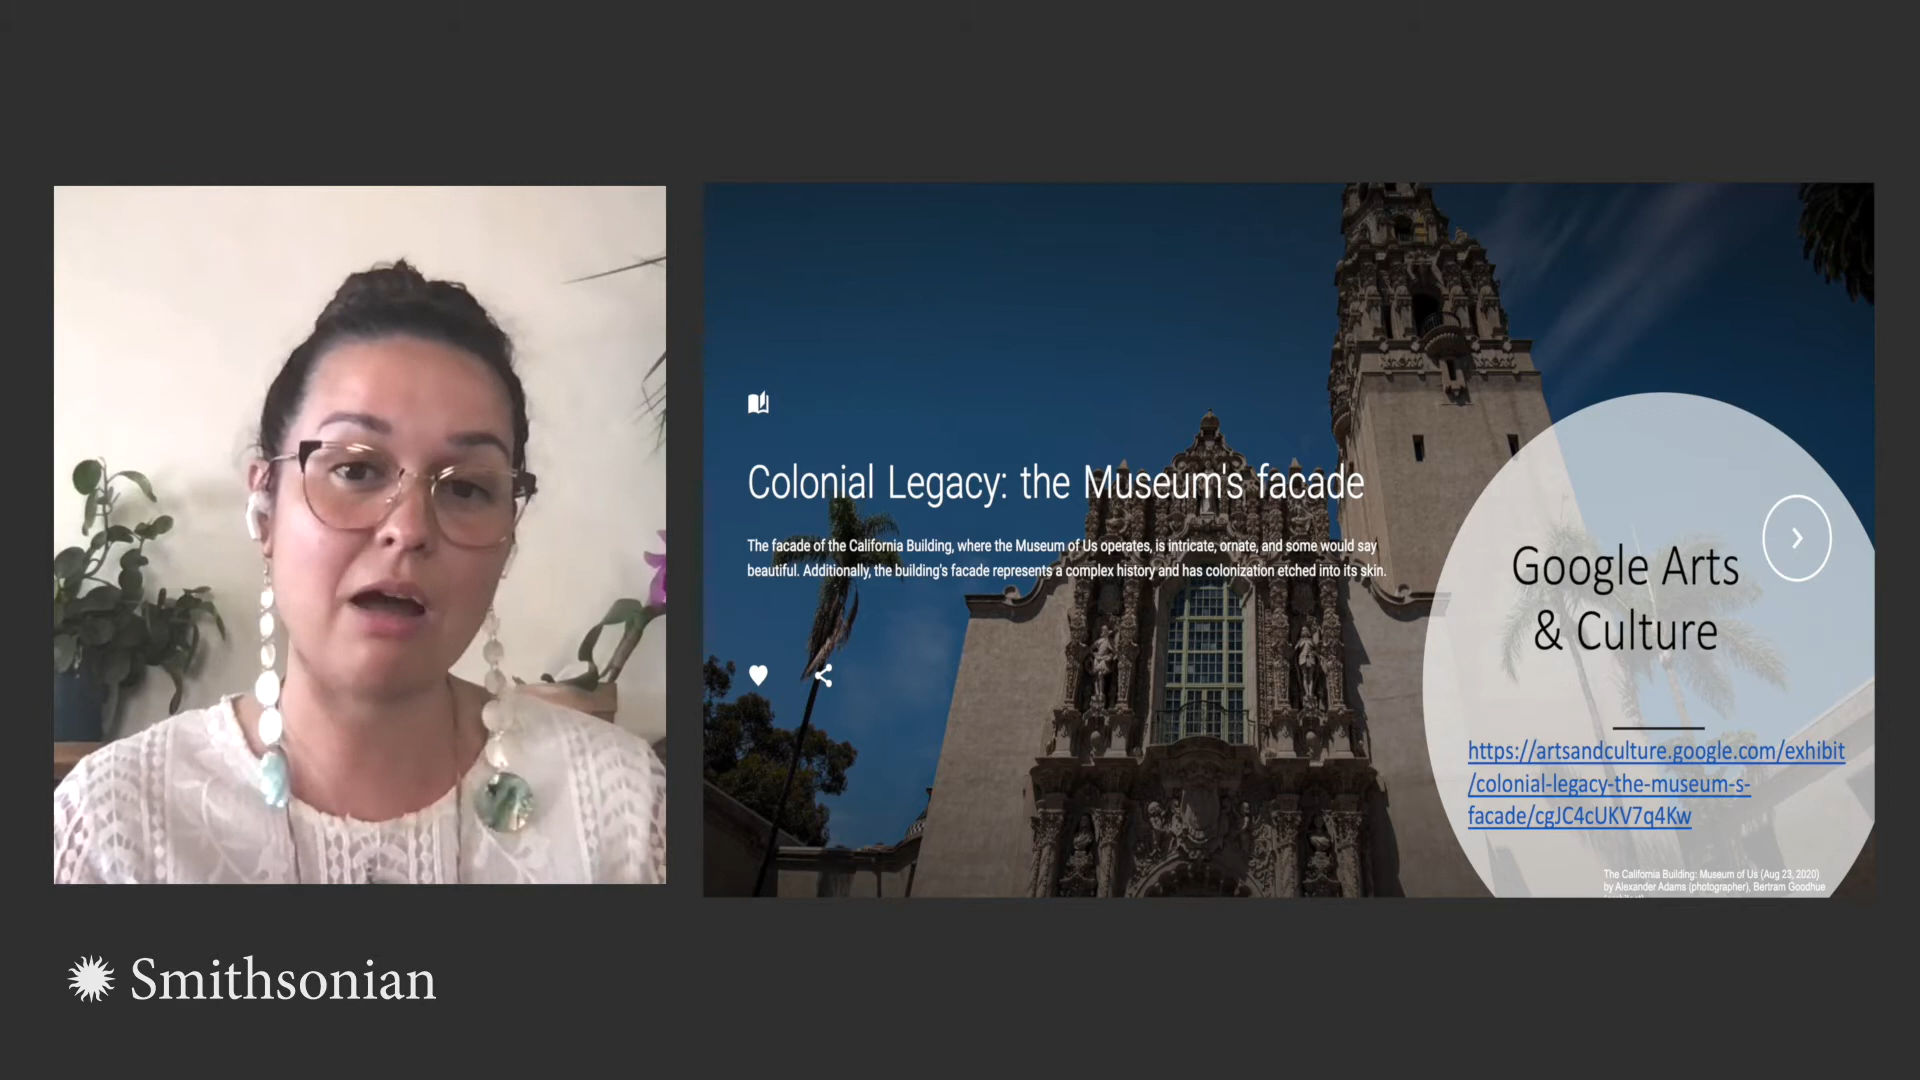 Colonial Legacy: the Museum's facade
The facade of the California Building, where the Museum of Us operates, is intricate, ornate, and some would say
beautiful. Additionally, the building's facade represents a complex history and has colonization etched into its skin.
Google Arts
& Culture
https://artsandculture.google.com/exhibit
/colonial-legacy-the-museum-s-
facade/cgJC4cUKV7q4Kw
The California Building: Museum of Us (Aug 23, 2020)
by Alexander Adams (photographer), Bertram Goodhue
Smithsonian